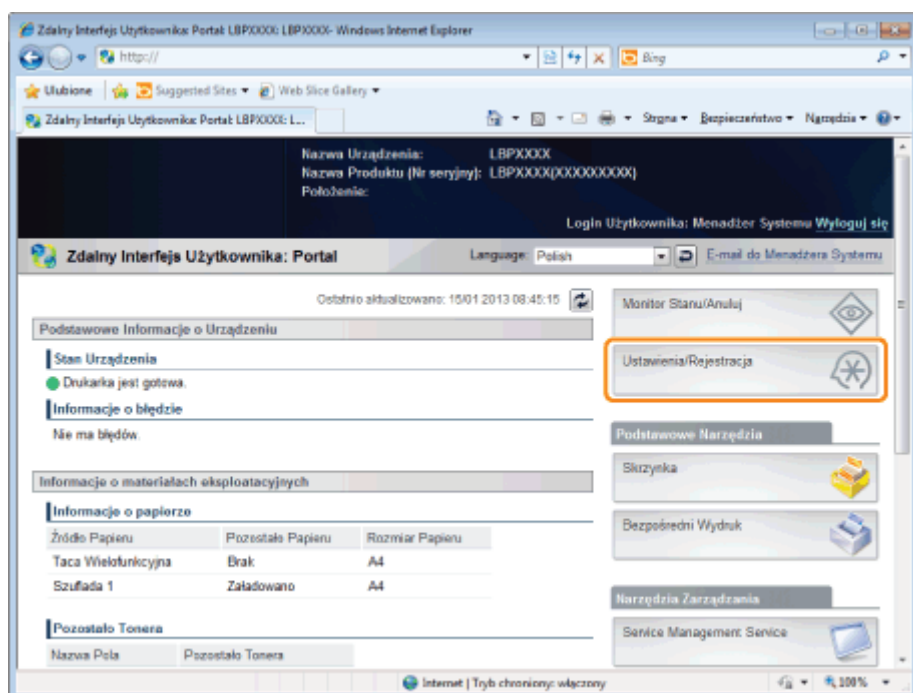 Zdalny Interfejs Użytkownika: Portal: LBPXXXX: LBPXXXX- Windows Internet Explorer
http://
Bing
Ulubione Suggested Sites Web Slice Gallery
Zdalny Interfejs Użytkownika: Portal: LBPXXXX: L...
Strona Bezpieczeństwo Narzędzia
Nazwa Urządzenia: LBPXXXX
Nazwa Produktu (Nr seryjny): LBPXXXX(XXXXXXXXX)
Położenie:
Login Użytkownika: Menadżer Systemu Wyloguj się
Zdalny Interfejs Użytkownika: Portal Language: Polish E-mail do Menadżera Systemu
Ostatnio aktualizowano: 15/01 2013 08:45:15
Monitor Stanu/Anuluj
Podstawowe Informacje o Urządzeniu
Stan Urządzenia
Ustawienia/Rejestracja
Drukarka jest gotowa.
Informacje o błędzie
Nie ma błędów.
Podstawowe Narzędzia
Skrzynka
Informacje o materiałach eksploatacyjnych
Informacje o papierze
Bezpośredni Wydruk
Źródło Papieru Pozostało Papieru Rozmiar Papieru
Taca Wielofunkcyjna Brak A4
Szuflada 1 Załadowano A4
Narzędzia Zarządzania
Pozostało Tonera
Service Management Service
Nazwa Pola Pozostało Tonera
Internet | Tryb chroniony: włączony 100%